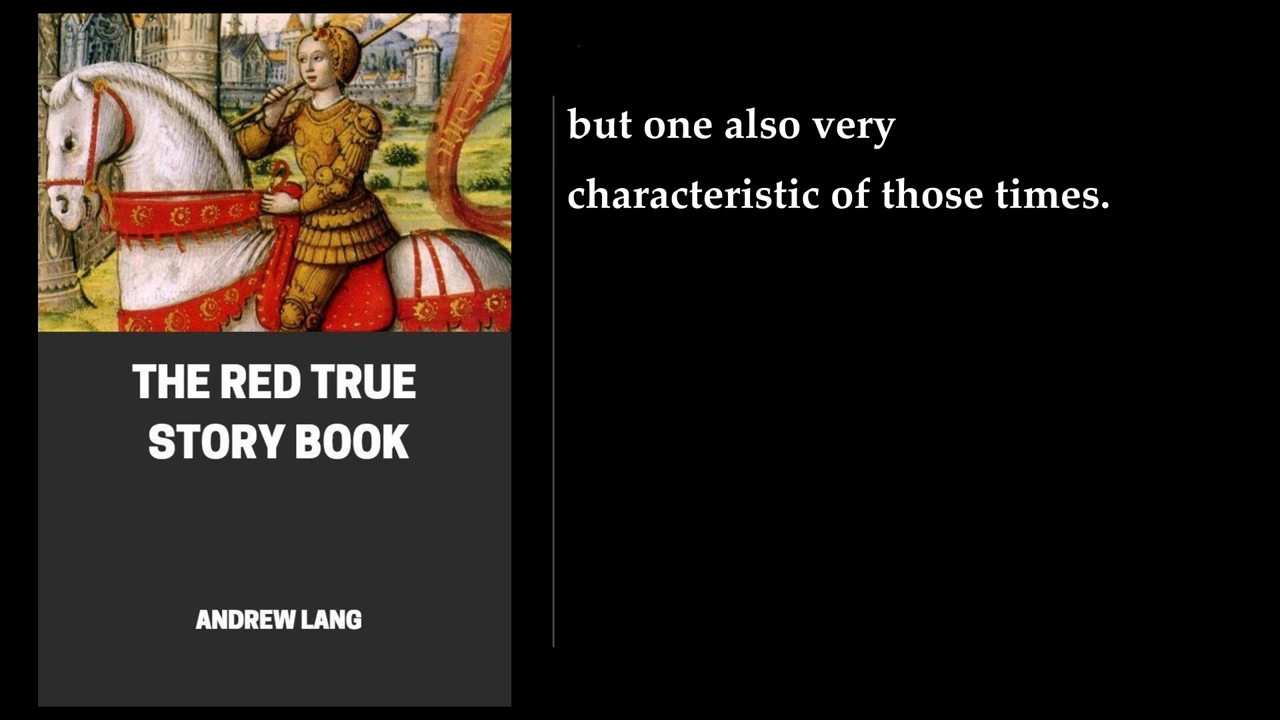 THE RED TRUE
STORY BOOK
ANDREW LANG
but one also very
characteristic of those times.